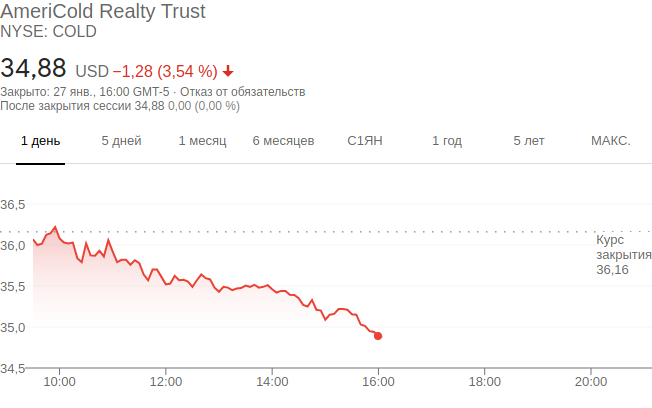 AmeriCold Realty Trust
NYSE: COLD
34,88 USD −1,28 (3,54 %)
Закрыто: 27 янв., 16:00 GMT-5 · Отказ от обязательств
После закрытия сессии 34,88 0,00 (0,00 %)
1 день 5 дней 1 месяц 6 месяцев С1ЯН 1 год 5 лет МАКС.
36,5
36,0
35,5
35,0
34,5
Курс
закрытия
36,16
10:00 12:00 14:00 16:00 18:00 20:00